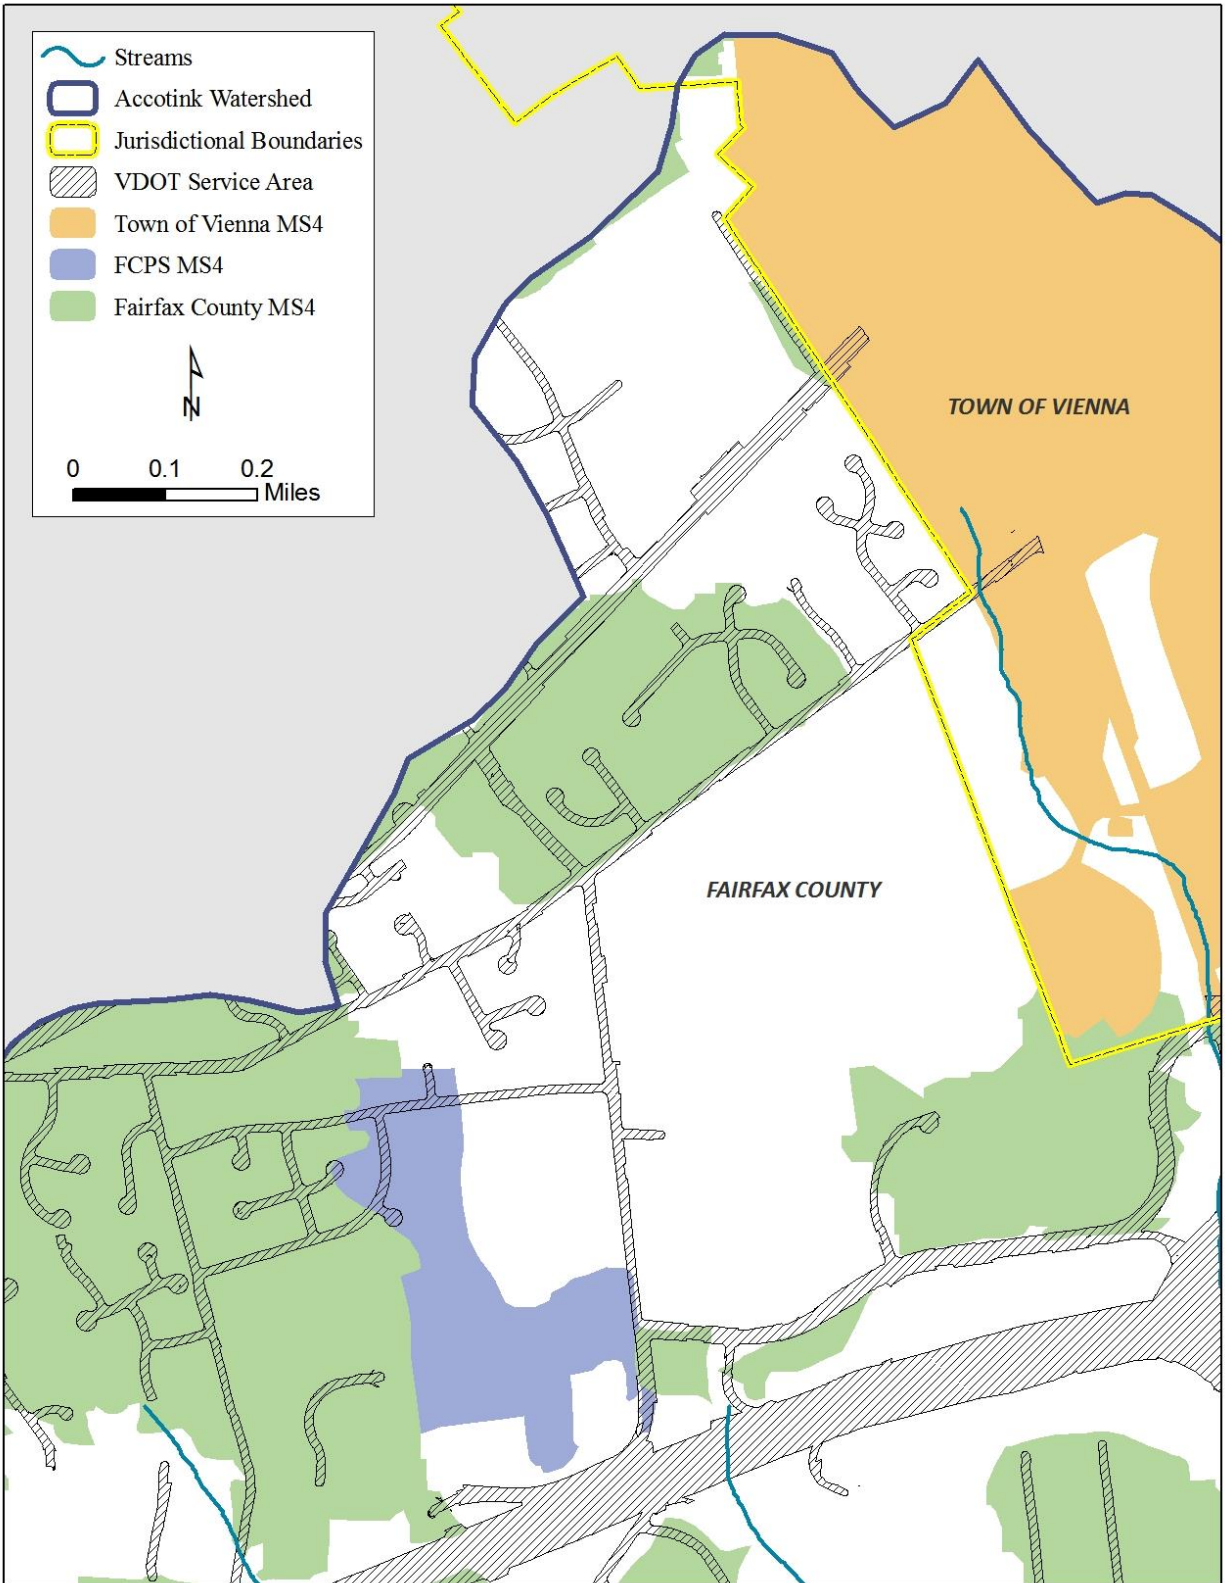 Streams
Accotink Watershed
Jurisdictional Boundaries
VDOT Service Area
Town of Vienna MS4
FCPS MS4
Fairfax County MS4
N
0 0.1 0.2
Miles
TOWN OF VIENNA
FAIRFAX COUNTY